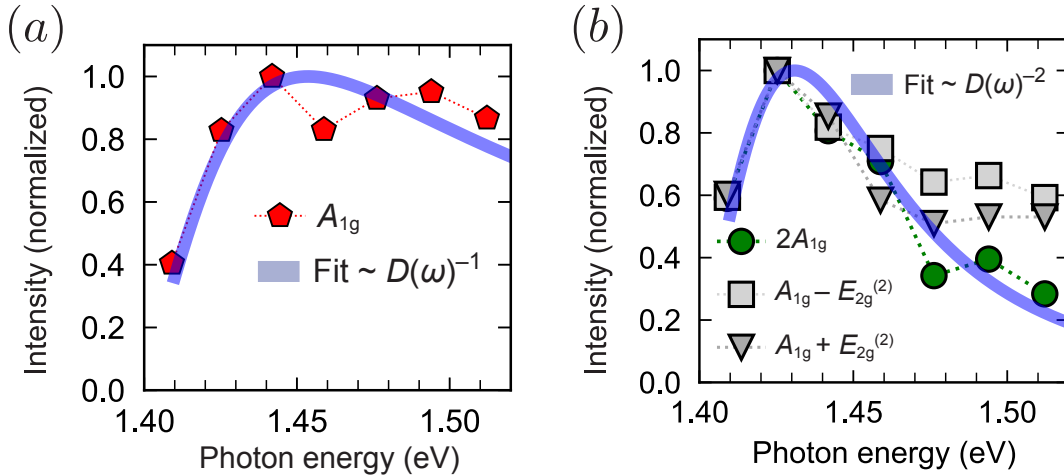 (a)
Intensity (normalized)
1.0
0.8
0.6
0.4
1.0
0.0
A1g
Fit ~ D(ω)⁻¹
1.40
1.45
1.50
Photon energy (eV)
(b)
Intensity (normalized)
1.0
0.8
0.6
0.4
0.2
0.0
Fit ~ D(ω)⁻²
2A1g
A1g − E2g⁽²⁾
A1g + E2g⁽²⁾
1.40
1.45
1.50
Photon energy (eV)